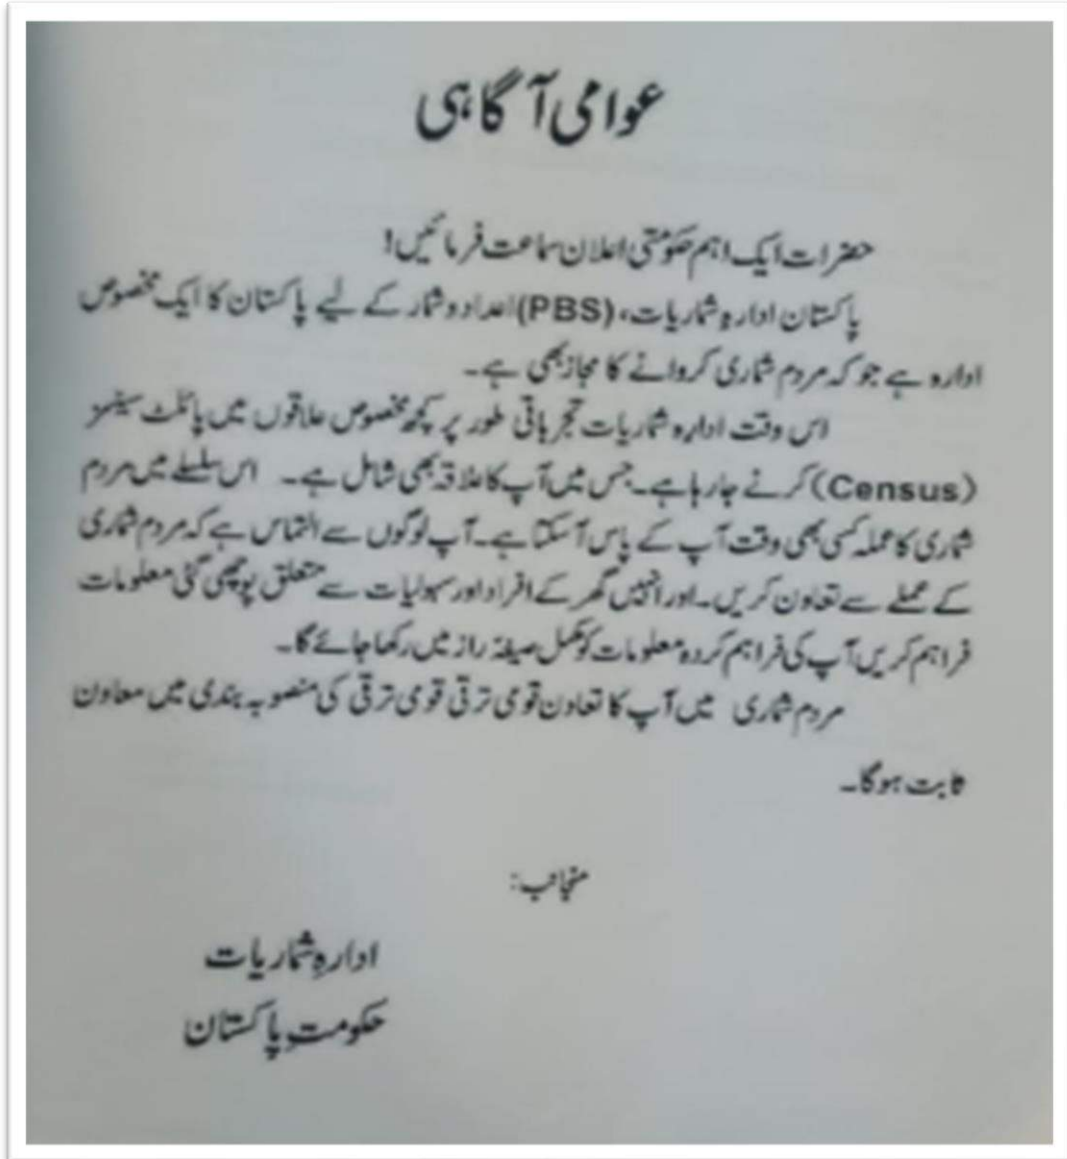 عوامی آگاہی
حضرات ایک اہم حکومتی اعلان سماعت فرمائیں!
پاکستان ادارہ شماریات، (PBS) اعداد و شمار کے لیے پاکستان کا ایک مخصوص
ادارہ ہے جو کہ مردم شماری کروانے کا مجاز بھی ہے۔
اس وقت ادارہ شماریات تجرباتی طور پر کچھ مخصوص علاقوں میں پائلٹ سینسز
(Census) کرنے جارہا ہے۔ جس میں آپ کا علاقہ بھی شامل ہے۔ اس سلسلے میں مردم
شماری کا عملہ کسی بھی وقت آپ کے پاس آسکتا ہے۔ آپ لوگوں سے التماس ہے کہ مردم شماری
کے عملے سے تعاون کریں۔ اور انہیں گھر کے افراد اور سہولیات سے متعلق پوچھی گئی معلومات
فراہم کریں آپ کی فراہم کردہ معلومات کو مکمل صیغہ راز میں رکھا جائے گا۔
مردم شماری میں آپ کا تعاون قومی ترقی قومی ترقی کی منصوبہ بندی میں معاون
ثابت ہوگا۔
منجانب:
ادارہِ شماریات
حکومتِ پاکستان